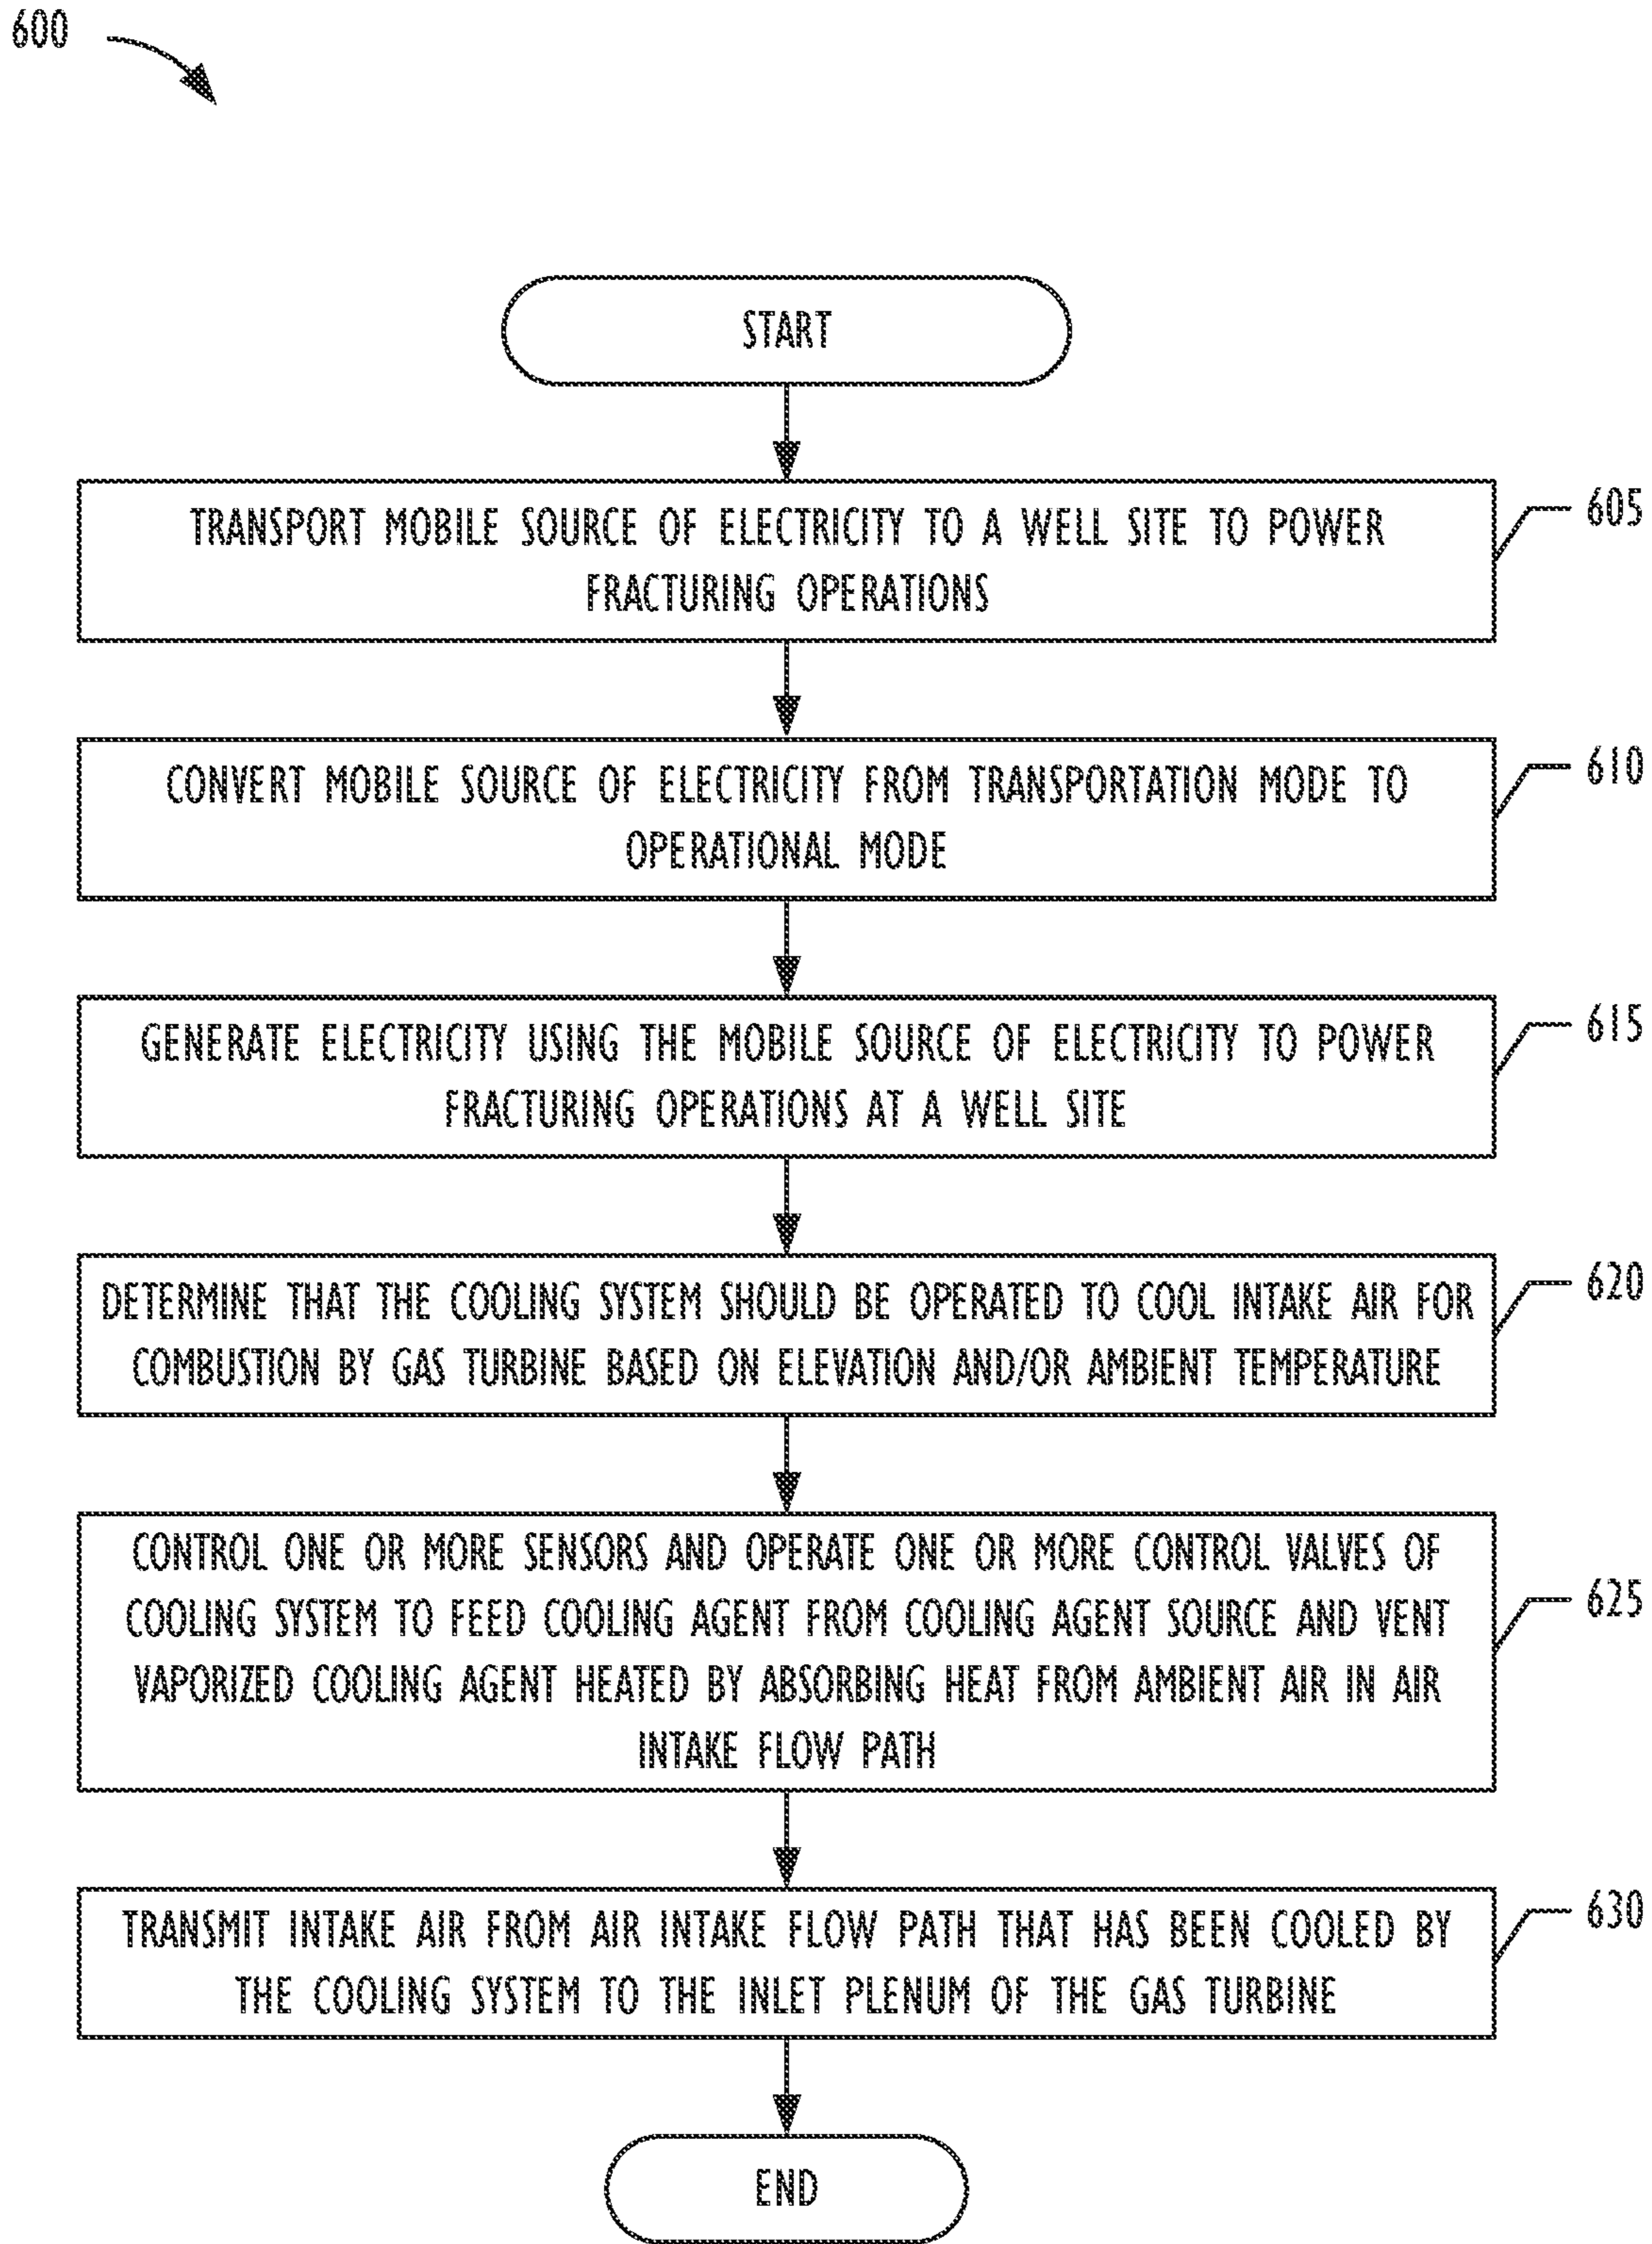 600
START
TRANSPORT MOBILE SOURCE OF ELECTRICITY TO A WELL SITE TO POWER
FRACTURING OPERATIONS
605
CONVERT MOBILE SOURCE OF ELECTRICITY FROM TRANSPORTATION MODE TO
OPERATIONAL MODE
610
GENERATE ELECTRICITY USING THE MOBILE SOURCE OF ELECTRICITY TO POWER
FRACTURING OPERATIONS AT A WELL SITE
615
DETERMINE THAT THE COOLING SYSTEM SHOULD BE OPERATED TO COOL INTAKE AIR FOR
COMBUSTION BY GAS TURBINE BASED ON ELEVATION AND/OR AMBIENT TEMPERATURE
620
CONTROL ONE OR MORE SENSORS AND OPERATE ONE OR MORE CONTROL VALVES OF
COOLING SYSTEM TO FEED COOLING AGENT FROM COOLING AGENT SOURCE AND VENT
VAPORIZED COOLING AGENT HEATED BY ABSORBING HEAT FROM AMBIENT AIR IN AIR
INTAKE FLOW PATH
625
TRANSMIT INTAKE AIR FROM AIR INTAKE FLOW PATH THAT HAS BEEN COOLED BY
THE COOLING SYSTEM TO THE INLET PLENUM OF THE GAS TURBINE
630
END